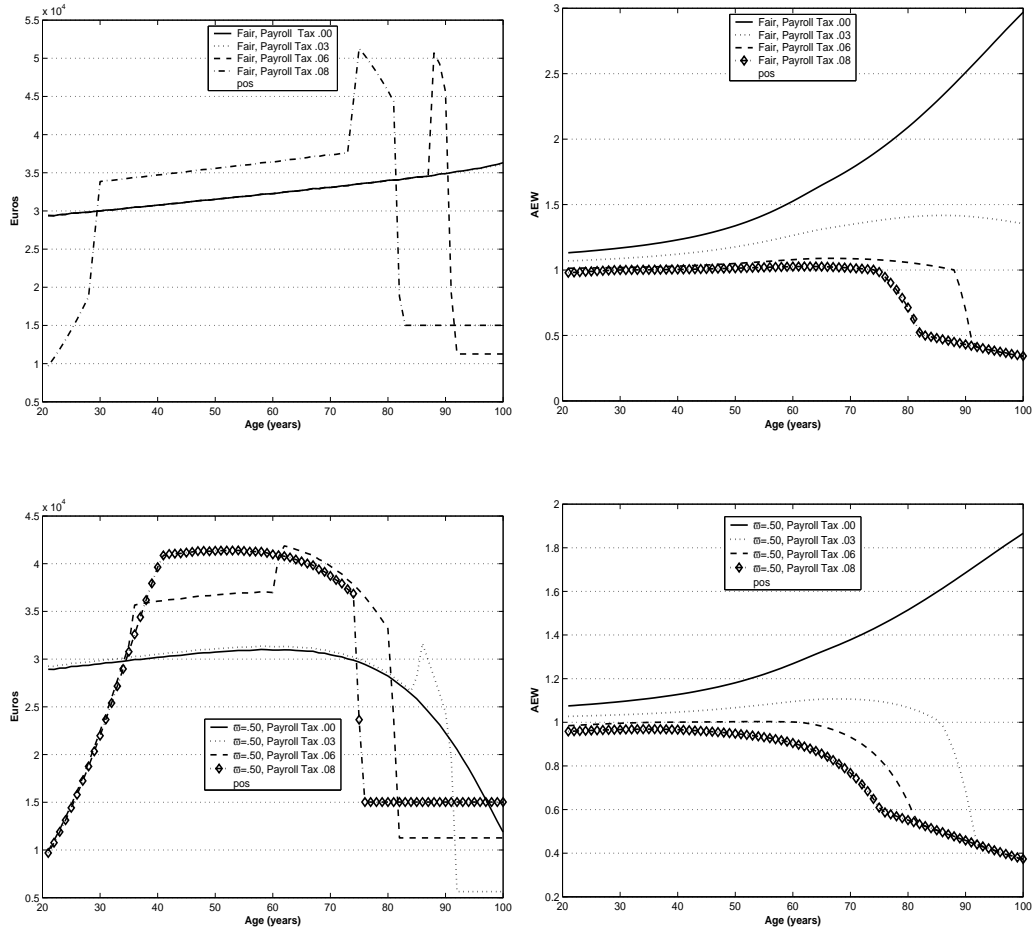 x 10⁴
5.5
5
4.5
4
3.5
3
2.5
2
1.5
1
0.5
20 30 40 50 60 70 80 90 100
Age (years)
Euros
Fair, Payroll Tax .00
Fair, Payroll Tax .03
Fair, Payroll Tax .06
Fair, Payroll Tax .08
pos
3
2.5
2
1.5
1
0.5
0
20 30 40 50 60 70 80 90 100
Age (years)
AEW
Fair, Payroll Tax .00
Fair, Payroll Tax .03
Fair, Payroll Tax .06
Fair, Payroll Tax .08
pos
x 10⁴
4.5
4
3.5
3
2.5
2
1.5
1
0.5
20 30 40 50 60 70 80 90 100
Age (years)
Euros
ϖ=.50, Payroll Tax .00
ϖ=.50, Payroll Tax .03
ϖ=.50, Payroll Tax .06
ϖ=.50, Payroll Tax .08
pos
2
1.8
1.6
1.4
1.2
1
0.8
0.6
0.4
0.2
20 30 40 50 60 70 80 90 100
Age (years)
AEW
ϖ=.50, Payroll Tax .00
ϖ=.50, Payroll Tax .03
ϖ=.50, Payroll Tax .06
ϖ=.50, Payroll Tax .08
pos